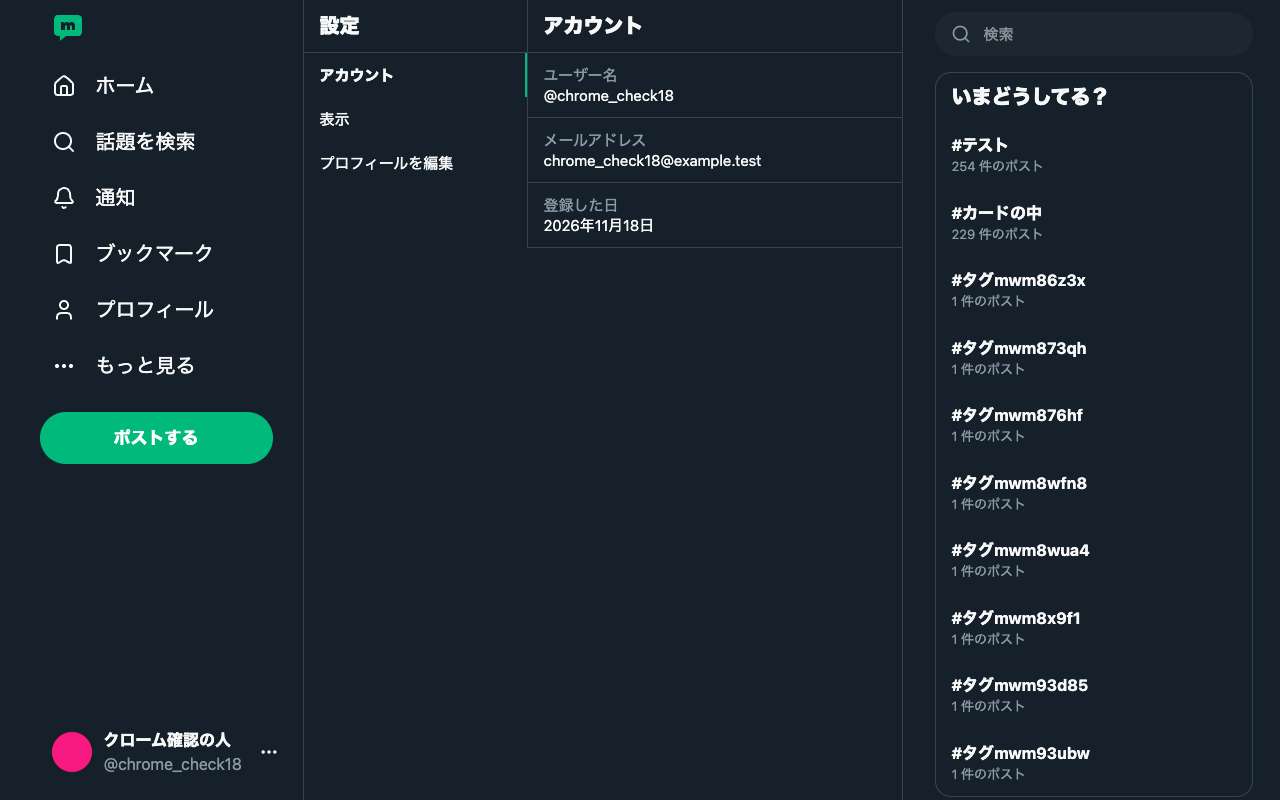 m
ホーム
話題を検索
通知
ブックマーク
プロフィール
もっと見る
ポストする
クローム確認の人
@chrome_check18
設定
アカウント
表示
プロフィールを編集
アカウント
ユーザー名
@chrome_check18
メールアドレス
chrome_check18@example.test
登録した日
2026年11月18日
検索
いまどうしてる？
#テスト
254 件のポスト
#カードの中
229 件のポスト
#タグmwm86z3x
1 件のポスト
#タグmwm873qh
1 件のポスト
#タグmwm876hf
1 件のポスト
#タグmwm8wfn8
1 件のポスト
#タグmwm8wua4
1 件のポスト
#タグmwm8x9f1
1 件のポスト
#タグmwm93d85
1 件のポスト
#タグmwm93ubw
1 件のポスト